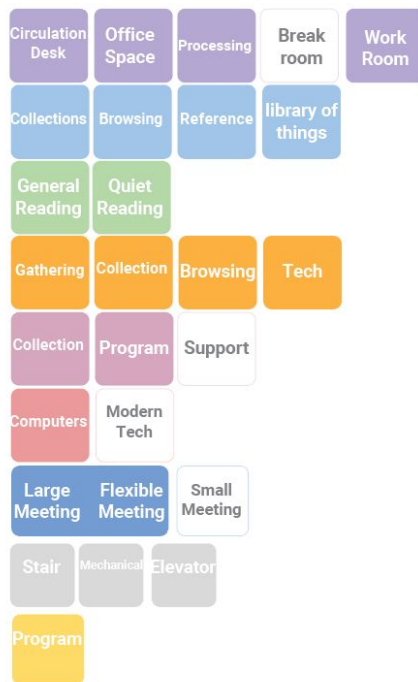 Circulation Desk
Office Space
Processing
Break room
Work Room
Collections
Browsing
Reference
library of things
General Reading
Quiet Reading
Gathering
Collection
Browsing
Tech
Collection
Program
Support
Computers
Modern Tech
Large Meeting
Flexible Meeting
Small Meeting
Stair
Mechanical
Elevator
Program